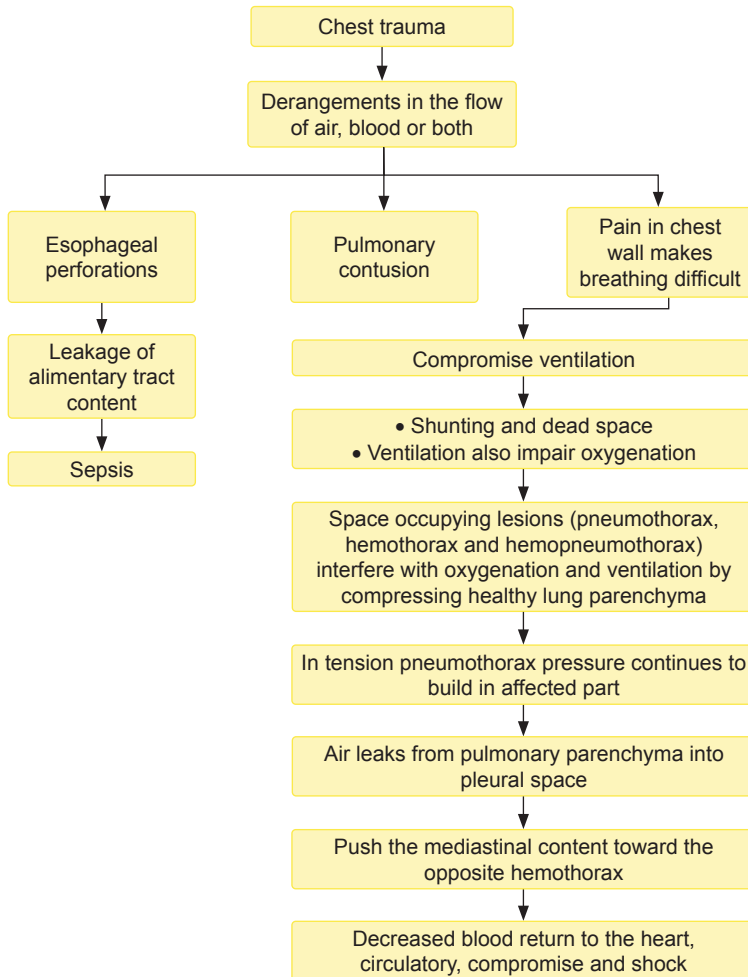 Chest trauma
Derangements in the flow
of air, blood or both
Esophageal
perforations
Pulmonary
contusion
Pain in chest
wall makes
breathing difficult
Leakage of
alimentary tract
content
Sepsis
Compromise ventilation
• Shunting and dead space
• Ventilation also impair oxygenation
Space occupying lesions (pneumothorax,
hemothorax and hemopneumothorax)
interfere with oxygenation and ventilation by
compressing healthy lung parenchyma
In tension pneumothorax pressure continues to
build in affected part
Air leaks from pulmonary parenchyma into
pleural space
Push the mediastinal content toward the
opposite hemothorax
Decreased blood return to the heart,
circulatory, compromise and shock